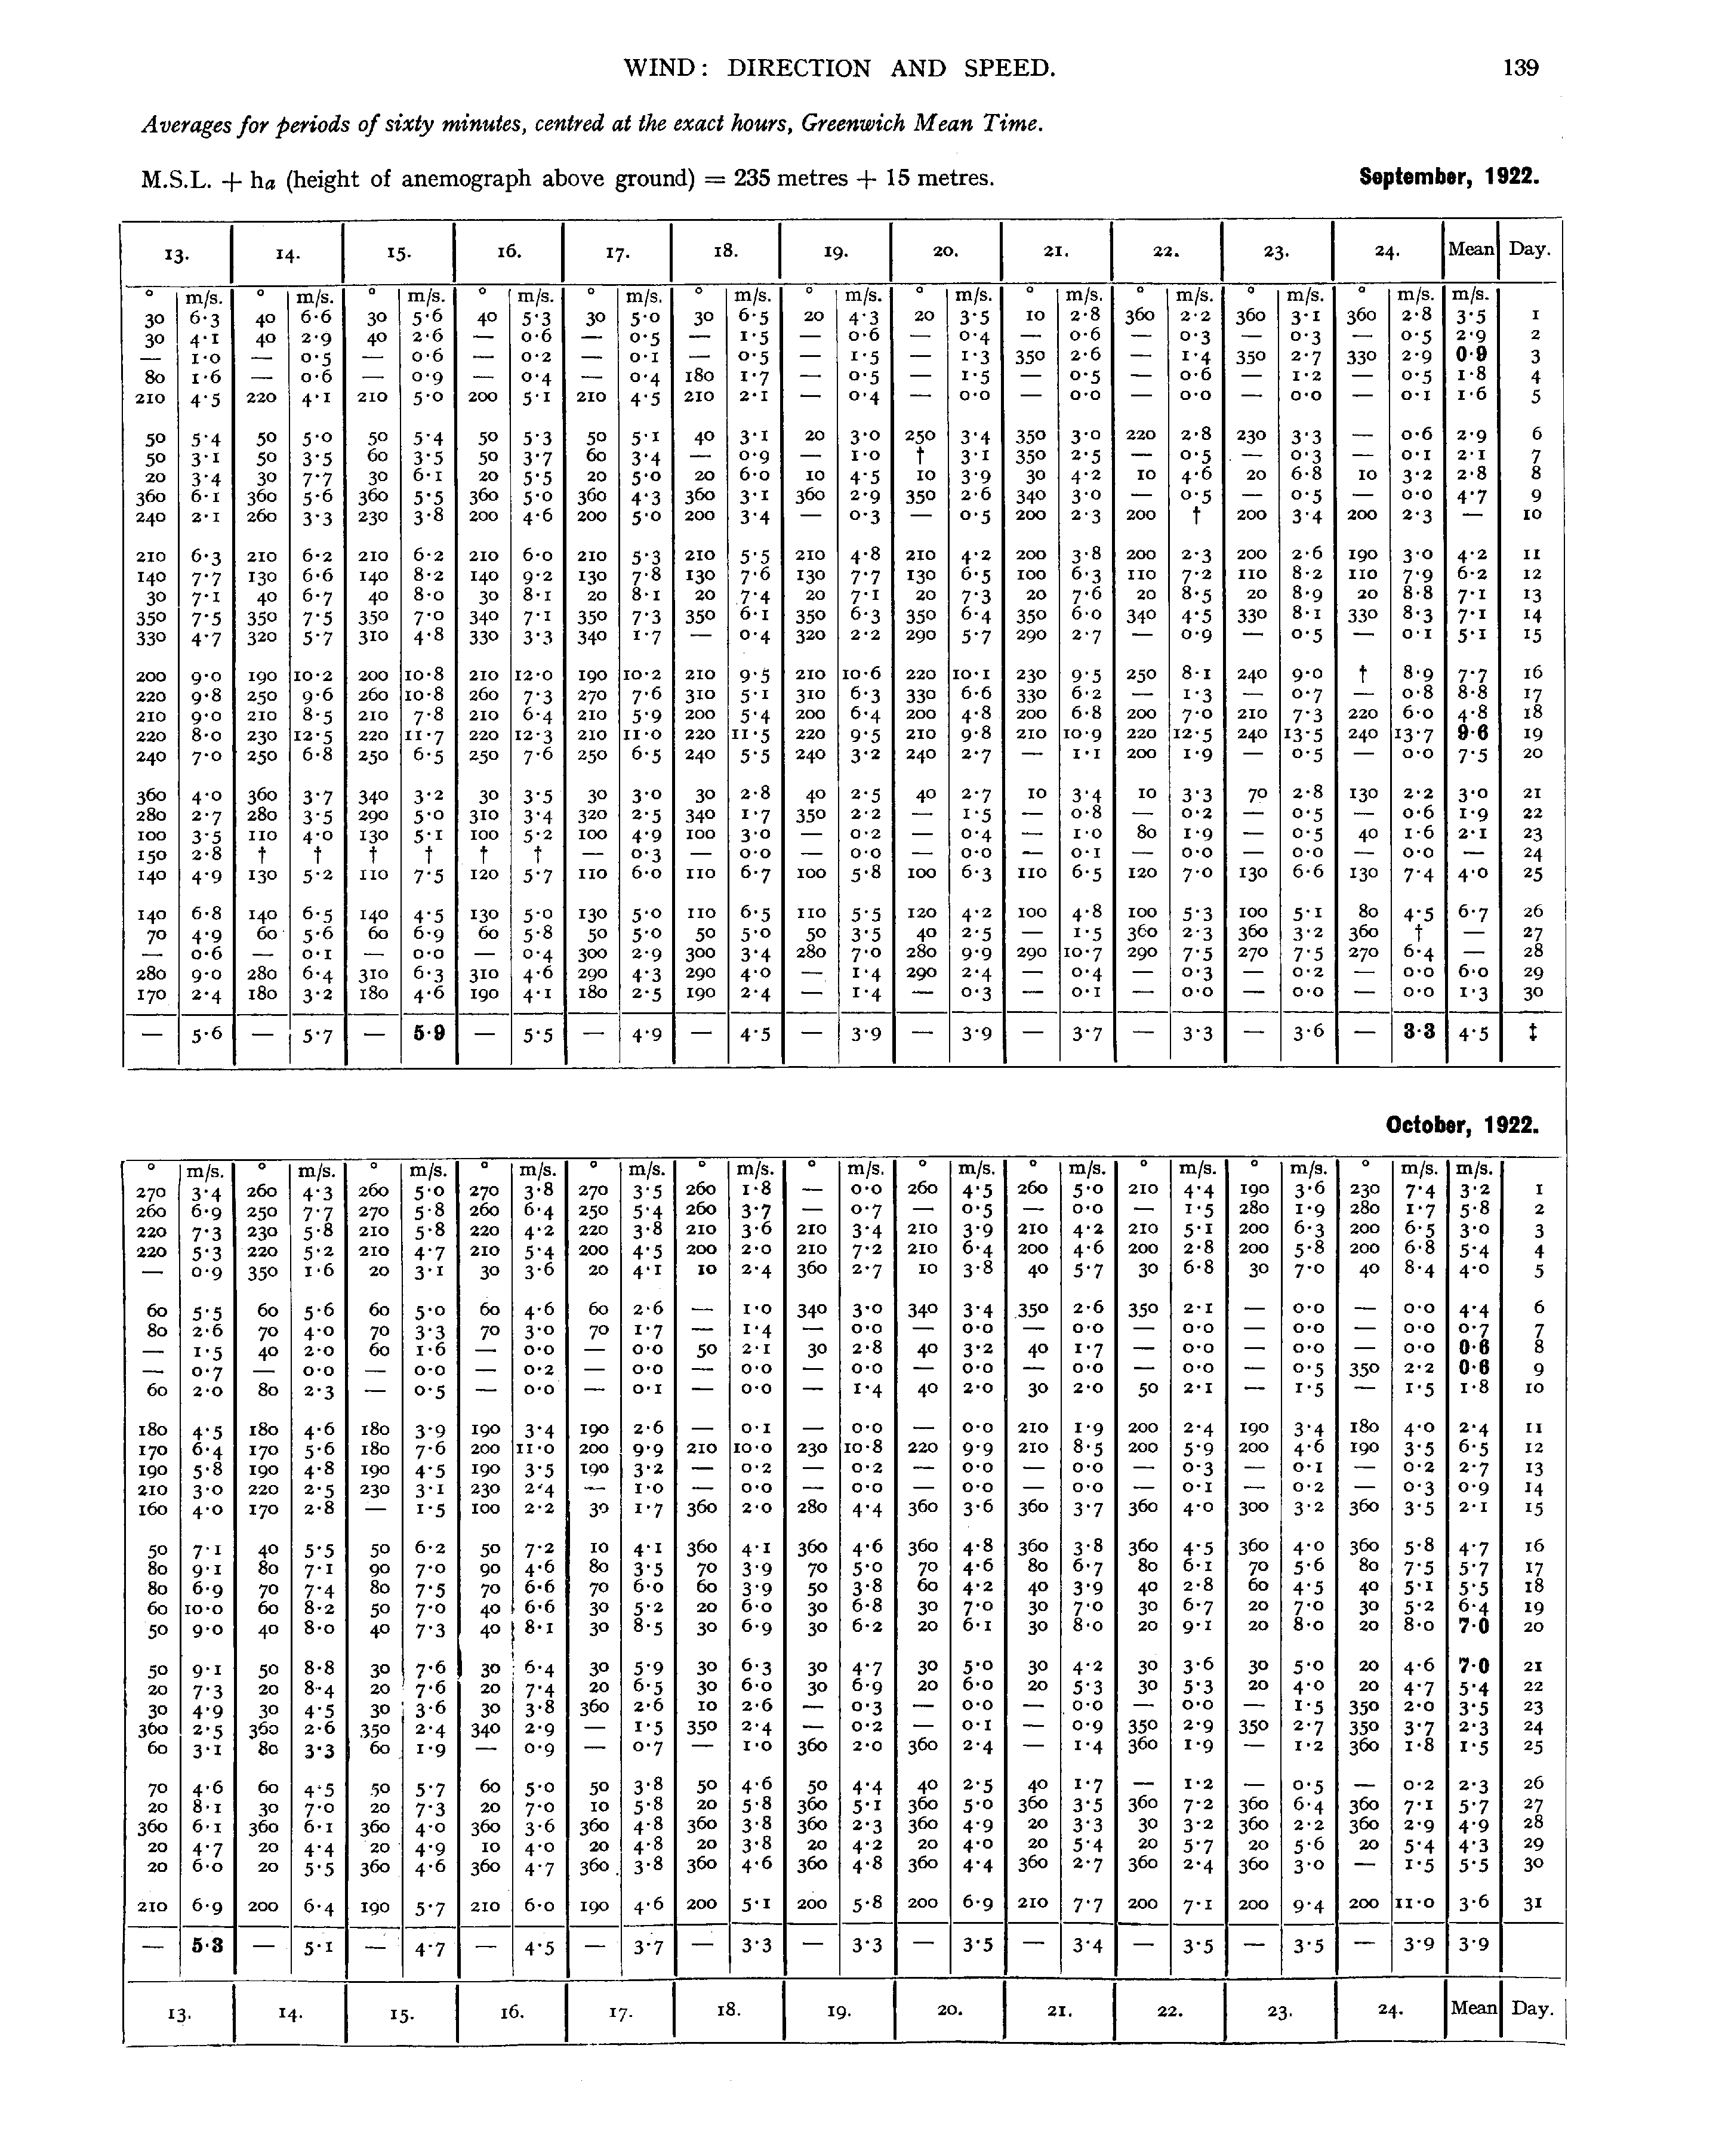 WIND: DIRECTION AND SPEED. 139
Averages for periods of sixty minutes, centred at the exact hours, Greenwich Mean Time.
M.S.L. + ha (height of anemograph above ground) = 235 metres + 15 metres. September, 1922.
13. 14. 15. 16. 17. 18. 19. 20. 21. 22. 23. 24. Mean Day.
° m/s. ° m/s. ° m/s. ° m/s. ° m/s. ° m/s. ° m/s. ° m/s. ° m/s. ° m/s. ° m/s. ° m/s. m/s.
30 6·3 40 6·6 30 5·6 40 5·3 30 5·0 30 6·5 20 4·3 20 3·5 10 2·8 360 2·2 360 3·1 360 2·8 3·5 1
30 4·1 40 2·9 40 2·6 — 0·6 — 0·5 — 1·5 — 0·6 — 0·4 — 0·6 — 0·3 — 0·3 — 0·5 2·9 2
— 1·0 — 0·5 — 0·6 — 0·2 — 0·1 — 0·5 — 1·5 — 1·3 350 2·6 — 1·4 350 2·7 330 2·9 0·9 3
80 1·6 — 0·6 — 0·9 — 0·4 — 0·4 180 1·7 — 0·5 — 1·5 — 0·5 — 0·6 — 1·2 — 0·5 1·8 4
210 4·5 220 4·1 210 5·0 200 5·1 210 4·5 210 2·1 — 0·4 — 0·0 — 0·0 — 0·0 — 0·0 — 0·1 1·6 5
50 5·4 50 5·0 50 5·4 50 5·3 50 5·1 40 3·1 20 3·0 250 3·4 350 3·0 220 2·8 230 3·3 — 0·6 2·9 6
50 3·1 50 3·5 60 3·5 50 3·7 60 3·4 — 0·9 — 1·0 † 3·1 350 2·5 — 0·5 — 0·3 — 0·1 2·1 7
20 3·4 30 7·7 30 6·1 20 5·5 20 5·0 20 6·0 10 4·5 10 3·9 30 4·2 10 4·6 20 6·8 10 3·2 2·8 8
360 6·1 360 5·6 360 5·5 360 5·0 360 4·3 360 3·1 360 2·9 350 2·6 340 3·0 — 0·5 — 0·5 — 0·0 4·7 9
240 2·1 260 3·3 230 3·8 200 4·6 200 5·0 200 3·4 — 0·3 — 0·5 200 2·3 200 † 200 3·4 200 2·3 — 10
210 6·3 210 6·2 210 6·2 210 6·0 210 5·3 210 5·5 210 4·8 210 4·2 200 3·8 200 2·3 200 2·6 190 3·0 4·2 11
140 7·7 130 6·6 140 8·2 140 9·2 130 7·8 130 7·6 130 7·7 130 6·5 100 6·3 110 7·2 110 8·2 110 7·9 6·2 12
30 7·1 40 6·7 40 8·0 30 8·1 20 8·1 20 7·4 20 7·1 20 7·3 20 7·6 20 8·5 20 8·9 20 8·8 7·1 13
350 7·5 350 7·5 350 7·0 340 7·1 350 7·3 350 6·1 350 6·3 350 6·4 350 6·0 340 4·5 330 8·1 330 8·3 7·1 14
330 4·7 320 5·7 310 4·8 330 3·3 340 1·7 — 0·4 320 2·2 290 5·7 290 2·7 — 0·9 — 0·5 — 0·1 5·1 15
200 9·0 190 10·2 200 10·8 210 12·0 190 10·2 210 9·5 210 10·6 220 10·1 230 9·5 250 8·1 240 9·0 † 8·9 7·7 16
220 9·8 250 9·6 260 10·8 260 7·3 270 7·6 310 5·1 310 6·3 330 6·6 330 6·2 — 1·3 — 0·7 — 0·8 8·8 17
210 9·0 210 8·5 210 7·8 210 6·4 210 5·9 200 5·4 200 6·4 200 4·8 200 6·8 200 7·0 210 7·3 220 6·0 4·8 18
220 8·0 230 12·5 220 11·7 220 12·3 210 11·0 220 11·5 220 9·5 210 9·8 210 10·9 220 12·5 240 13·5 240 13·7 9·6 19
240 7·0 250 6·8 250 6·5 250 7·6 250 6·5 240 5·5 240 3·2 240 2·7 — 1·1 200 1·9 — 0·5 — 0·0 7·5 20
360 4·0 360 3·7 340 3·2 30 3·5 30 3·0 30 2·8 40 2·5 40 2·7 10 3·4 10 3·3 70 2·8 130 2·2 3·0 21
280 2·7 280 3·5 290 5·0 310 3·4 320 2·5 340 1·7 350 2·2 — 1·5 — 0·8 — 0·2 — 0·5 — 0·6 1·9 22
100 3·5 110 4·0 130 5·1 100 5·2 100 4·9 100 3·0 — 0·2 — 0·4 — 1·0 80 1·9 — 0·5 40 1·6 2·1 23
150 2·8 † † † † † † — 0·3 — 0·0 — 0·0 — 0·0 — 0·1 — 0·0 — 0·0 — 0·0 — 24
140 4·9 130 5·2 110 7·5 120 5·7 110 6·0 110 6·7 100 5·8 100 6·3 110 6·5 120 7·0 130 6·6 130 7·4 4·0 25
140 6·8 140 6·5 140 4·5 130 5·0 130 5·0 110 6·5 110 5·5 120 4·2 100 4·8 100 5·3 100 5·1 80 4·5 6·7 26
70 4·9 60 5·6 60 6·9 60 5·8 50 5·0 50 5·0 50 3·5 40 2·5 — 1·5 360 2·3 360 3·2 360 † — 27
— 0·6 — 0·1 — 0·0 — 0·4 300 2·9 300 3·4 280 7·0 280 9·9 290 10·7 290 7·5 270 7·5 270 6·4 — 28
280 9·0 280 6·4 310 6·3 310 4·6 290 4·3 290 4·0 — 1·4 290 2·4 — 0·4 — 0·3 — 0·2 — 0·0 6·0 29
170 2·4 180 3·2 180 4·6 190 4·1 180 2·5 190 2·4 — 1·4 — 0·3 — 0·1 — 0·0 — 0·0 — 0·0 1·3 30
— 5·6 — 5·7 — 5·9 — 5·5 — 4·9 — 4·5 — 3·9 — 3·9 — 3·7 — 3·3 — 3·6 — 3·3 4·5 ‡
October, 1922.
° m/s. ° m/s. ° m/s. ° m/s. ° m/s. ° m/s. ° m/s. ° m/s. ° m/s. ° m/s. ° m/s. ° m/s. m/s.
270 3·4 260 4·3 260 5·0 270 3·8 270 3·5 260 1·8 — 0·0 260 4·5 260 5·0 210 4·4 190 3·6 230 7·4 3·2 1
260 6·9 250 7·7 270 5·8 260 6·4 250 5·4 260 3·7 — 0·7 — 0·5 — 0·0 — 1·5 280 1·9 280 1·7 5·8 2
220 7·3 230 5·8 210 5·8 220 4·2 220 3·8 210 3·6 210 3·4 210 3·9 210 4·2 210 5·1 200 6·3 200 6·5 3·0 3
220 5·3 220 5·2 210 4·7 210 5·4 200 4·5 200 2·0 210 7·2 210 6·4 200 4·6 200 2·8 200 5·8 200 6·8 5·4 4
— 0·9 350 1·6 20 3·1 30 3·6 20 4·1 10 2·4 360 2·7 10 3·8 40 5·7 30 6·8 30 7·0 40 8·4 4·0 5
60 5·5 60 5·6 60 5·0 60 4·6 60 2·6 — 1·0 340 3·0 340 3·4 350 2·6 350 2·1 — 0·0 — 0·0 4·4 6
80 2·6 70 4·0 70 3·3 70 3·0 70 1·7 — 1·4 — 0·0 — 0·0 — 0·0 — 0·0 — 0·0 — 0·0 0·7 7
— 1·5 40 2·0 60 1·6 — 0·0 — 0·0 50 2·1 30 2·8 40 3·2 40 1·7 — 0·0 — 0·0 — 0·0 0·6 8
— 0·7 — 0·0 — 0·0 — 0·2 — 0·0 — 0·0 — 0·0 — 0·0 — 0·0 — 0·0 — 0·5 350 2·2 0·6 9
60 2·0 80 2·3 — 0·5 — 0·0 — 0·1 — 0·0 — 1·4 40 2·0 30 2·0 50 2·1 — 1·5 — 1·5 1·8 10
180 4·5 180 4·6 180 3·9 190 3·4 190 2·6 — 0·1 — 0·0 — 0·0 210 1·9 200 2·4 190 3·4 180 4·0 2·4 11
170 6·4 170 5·6 180 7·6 200 11·0 200 9·9 210 10·0 230 10·8 220 9·9 210 8·5 200 5·9 200 4·6 190 3·5 6·5 12
190 5·8 190 4·8 190 4·5 190 3·5 190 3·2 — 0·2 — 0·2 — 0·0 — 0·0 — 0·3 — 0·1 — 0·2 2·7 13
210 3·0 220 2·5 230 3·1 230 2·4 — 1·0 — 0·0 — 0·0 — 0·0 — 0·0 — 0·1 — 0·2 — 0·3 0·9 14
160 4·0 170 2·8 — 1·5 100 2·2 30 1·7 360 2·0 280 4·4 360 3·6 360 3·7 360 4·0 300 3·2 360 3·5 2·1 15
50 7·1 40 5·5 50 6·2 50 7·2 10 4·1 360 4·1 360 4·6 360 4·8 360 3·8 360 4·5 360 4·0 360 5·8 4·7 16
80 9·1 80 7·1 90 7·0 90 4·6 80 3·5 70 3·9 70 5·0 70 4·6 80 6·7 80 6·1 70 5·6 80 7·5 5·7 17
80 6·9 70 7·4 80 7·5 70 6·6 70 6·0 60 3·9 50 3·8 60 4·2 40 3·9 40 2·8 60 4·5 40 5·1 5·5 18
60 10·0 60 8·2 50 7·0 40 6·6 30 5·2 20 6·0 30 6·8 30 7·0 30 7·0 30 6·7 20 7·0 30 5·2 6·4 19
50 9·0 40 8·0 40 7·3 40 8·1 30 8·5 30 6·9 30 6·2 20 6·1 30 8·0 20 9·1 20 8·0 20 8·0 7·0 20
50 9·1 50 8·8 30 7·6 30 6·4 30 5·9 30 6·3 30 4·7 30 5·0 30 4·2 30 3·6 30 5·0 20 4·6 7·0 21
20 7·3 20 8·4 20 7·6 20 7·4 20 6·5 30 6·0 30 6·9 20 6·0 20 5·3 30 5·3 20 4·0 20 4·7 5·4 22
30 4·9 30 4·5 30 3·6 30 3·8 360 2·6 10 2·6 — 0·3 — 0·0 — 0·0 — 0·0 — 1·5 350 2·0 3·5 23
360 2·5 360 2·6 350 2·4 340 2·9 — 1·5 350 2·4 — 0·2 — 0·1 — 0·9 350 2·9 350 2·7 350 3·7 2·3 24
60 3·1 80 3·3 60 1·9 — 0·9 — 0·7 — 1·0 360 2·0 360 2·4 — 1·4 360 1·9 — 1·2 360 1·8 1·5 25
70 4·6 60 4·5 50 5·7 60 5·0 50 3·8 50 4·6 50 4·4 40 2·5 40 1·7 — 1·2 — 0·5 — 0·2 2·3 26
20 8·1 30 7·0 20 7·3 20 7·0 10 5·8 20 5·8 360 5·1 360 5·0 360 3·5 360 7·2 360 6·4 360 7·1 5·7 27
360 6·1 360 6·1 360 4·0 360 3·6 360 4·8 360 3·8 360 2·3 360 4·9 20 3·3 30 3·2 360 2·2 360 2·9 4·9 28
20 4·7 20 4·4 20 4·9 10 4·0 20 4·8 20 3·8 20 4·2 20 4·0 20 5·4 20 5·7 20 5·6 20 5·4 4·3 29
20 6·0 20 5·5 360 4·6 360 4·7 360 3·8 360 4·6 360 4·8 360 4·4 360 2·7 360 2·4 360 3·0 — 1·5 5·5 30
210 6·9 200 6·4 190 5·7 210 6·0 190 4·6 200 5·1 200 5·8 200 6·9 210 7·7 200 7·1 200 9·4 200 11·0 3·6 31
— 5·3 — 5·1 — 4·7 — 4·5 — 3·7 — 3·3 — 3·3 — 3·5 — 3·4 — 3·5 — 3·5 — 3·9 3·9
13. 14. 15. 16. 17. 18. 19. 20. 21. 22. 23. 24. Mean Day.